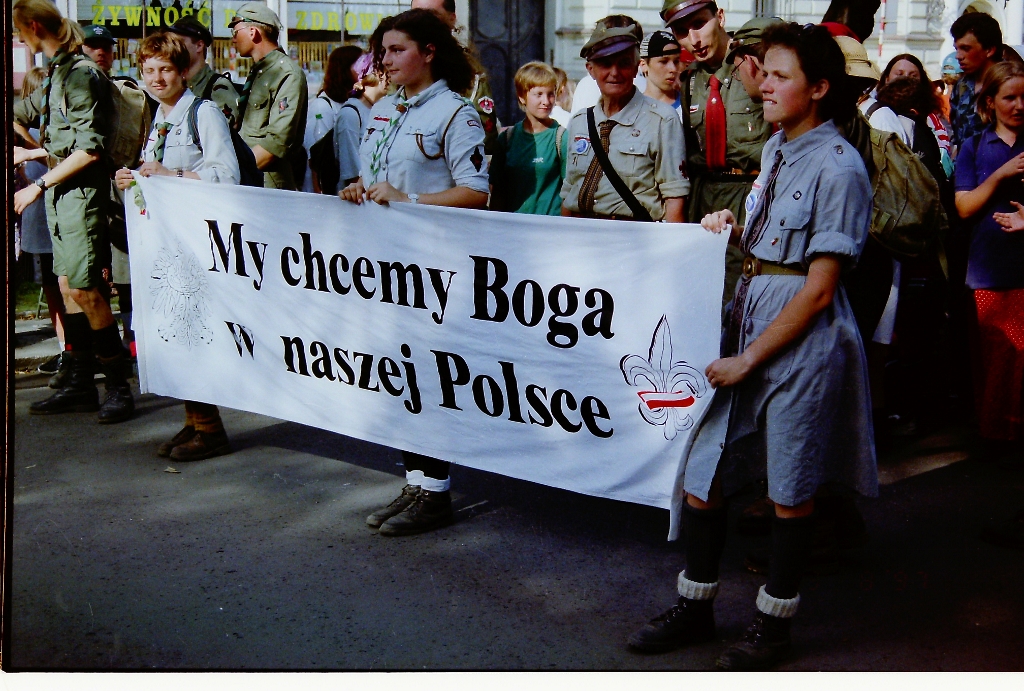 ŻYWNOŚĆ ZDROW
My chcemy Boga
w naszej Polsce